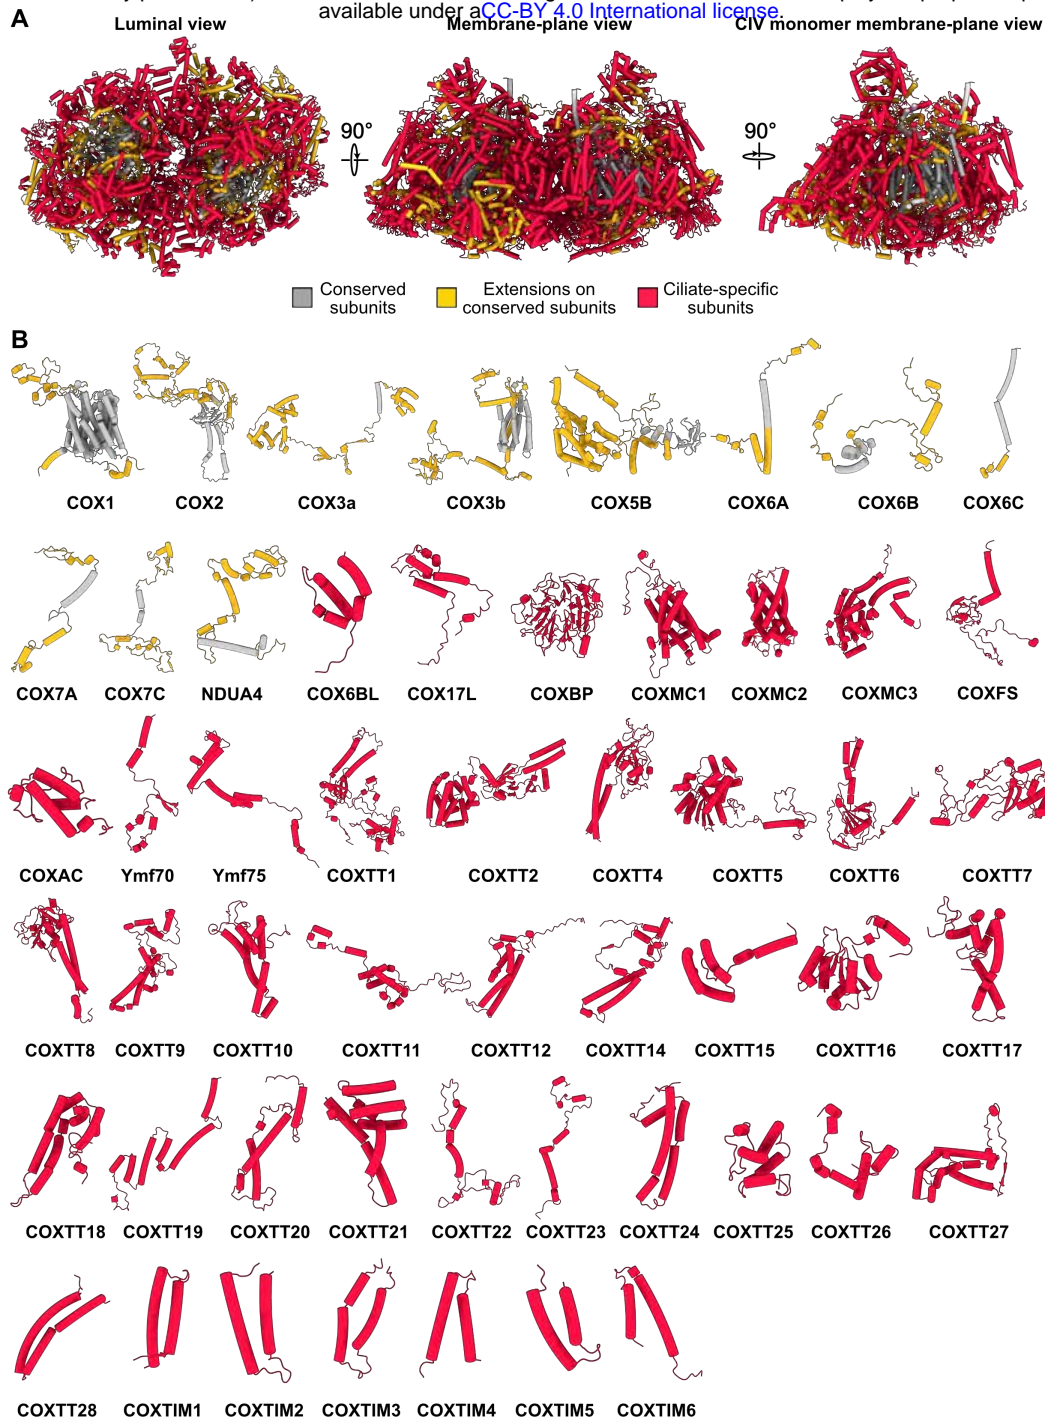 available under aCC-BY 4.0 International license.
A
Luminal view
Membrane-plane view
CIV monomer membrane-plane view
90°
90°
Conserved subunits
Extensions on conserved subunits
Ciliate-specific subunits
B
COX1 COX2 COX3a COX3b COX5B COX6A COX6B COX6C
COX7A COX7C NDUA4 COX6BL COX17L COXBP COXMC1 COXMC2 COXMC3 COXFS
COXAC Ymf70 Ymf75 COXTT1 COXTT2 COXTT4 COXTT5 COXTT6 COXTT7
COXTT8 COXTT9 COXTT10 COXTT11 COXTT12 COXTT14 COXTT15 COXTT16 COXTT17
COXTT18 COXTT19 COXTT20 COXTT21 COXTT22 COXTT23 COXTT24 COXTT25 COXTT26 COXTT27
COXTT28 COXTIM1 COXTIM2 COXTIM3 COXTIM4 COXTIM5 COXTIM6